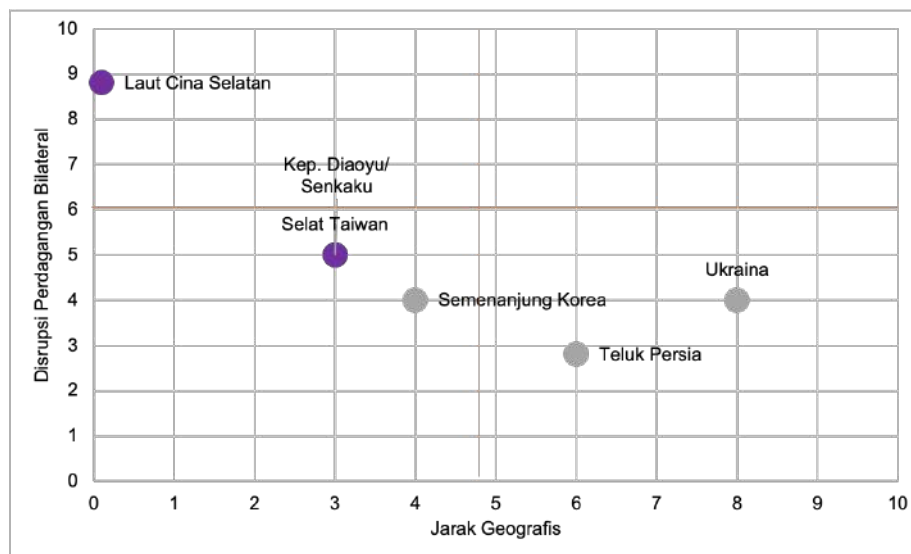 10
9
8
7
6
5
4
3
2
1
0
Disrupsi Perdagangan Bilateral
Laut Cina Selatan
Kep. Diaoyu/
Senkaku
Selat Taiwan
Semenanjung Korea
Teluk Persia
Ukraina
0 1 2 3 4 5 6 7 8 9 10
Jarak Geografis